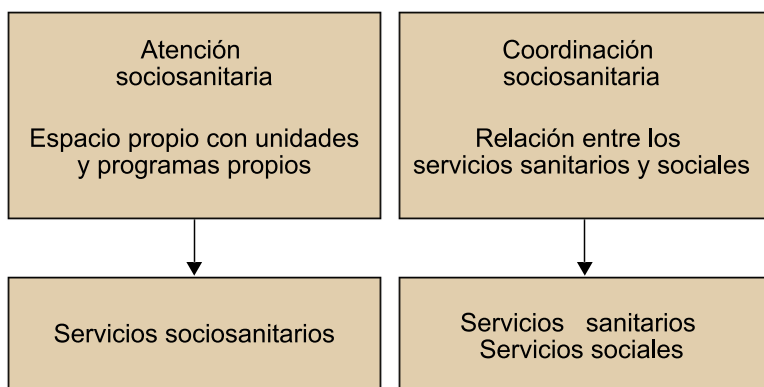 Atención
sociosanitaria
Espacio propio con unidades
y programas propios
Coordinación
sociosanitaria
Relación entre los
servicios sanitarios y sociales
Servicios sociosanitarios
Servicios sanitarios
Servicios sociales